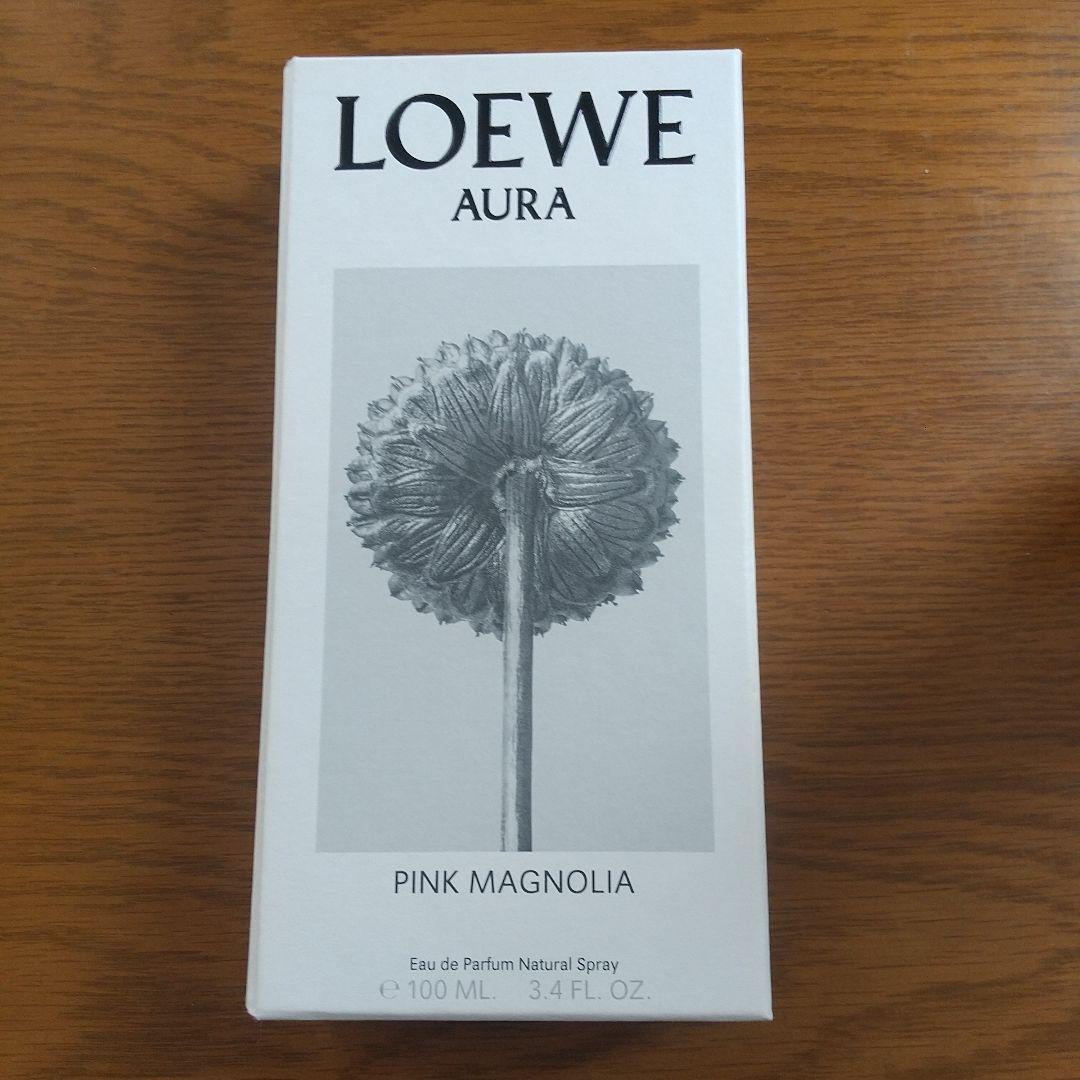 LOEWE
AURA
PINK MAGNOLIA
Eau de Parfum Natural Spray
℮ 100 ML. 3.4 FL. OZ.